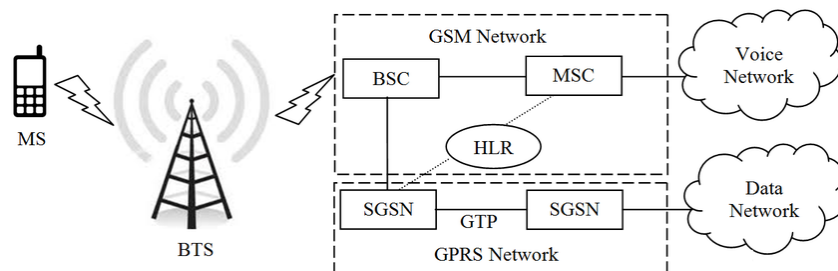 MS
BTS
GSM Network
BSC
MSC
HLR
Voice
Network
SGSN
GTP
SGSN
GPRS Network
Data
Network